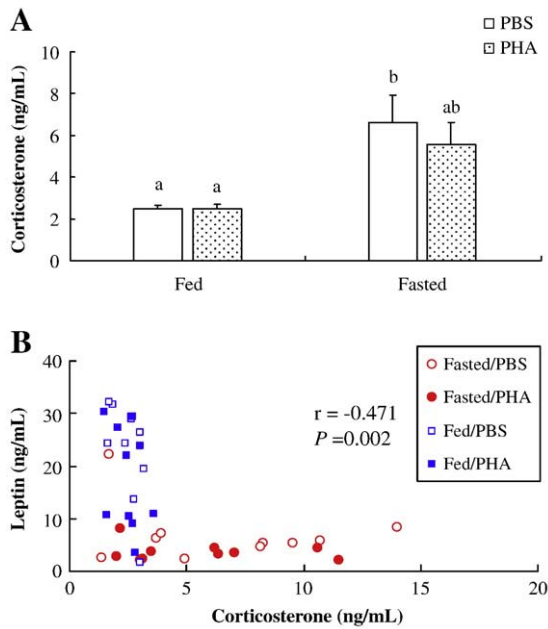 A
PBS
PHA
Corticosterone (ng/mL)
10
8
6
4
2
0
a
a
b
ab
Fed
Fasted
B
Leptin (ng/mL)
40
30
20
10
0
r = -0.471
P =0.002
Fasted/PBS
Fasted/PHA
Fed/PBS
Fed/PHA
0
5
10
15
20
Corticosterone (ng/mL)